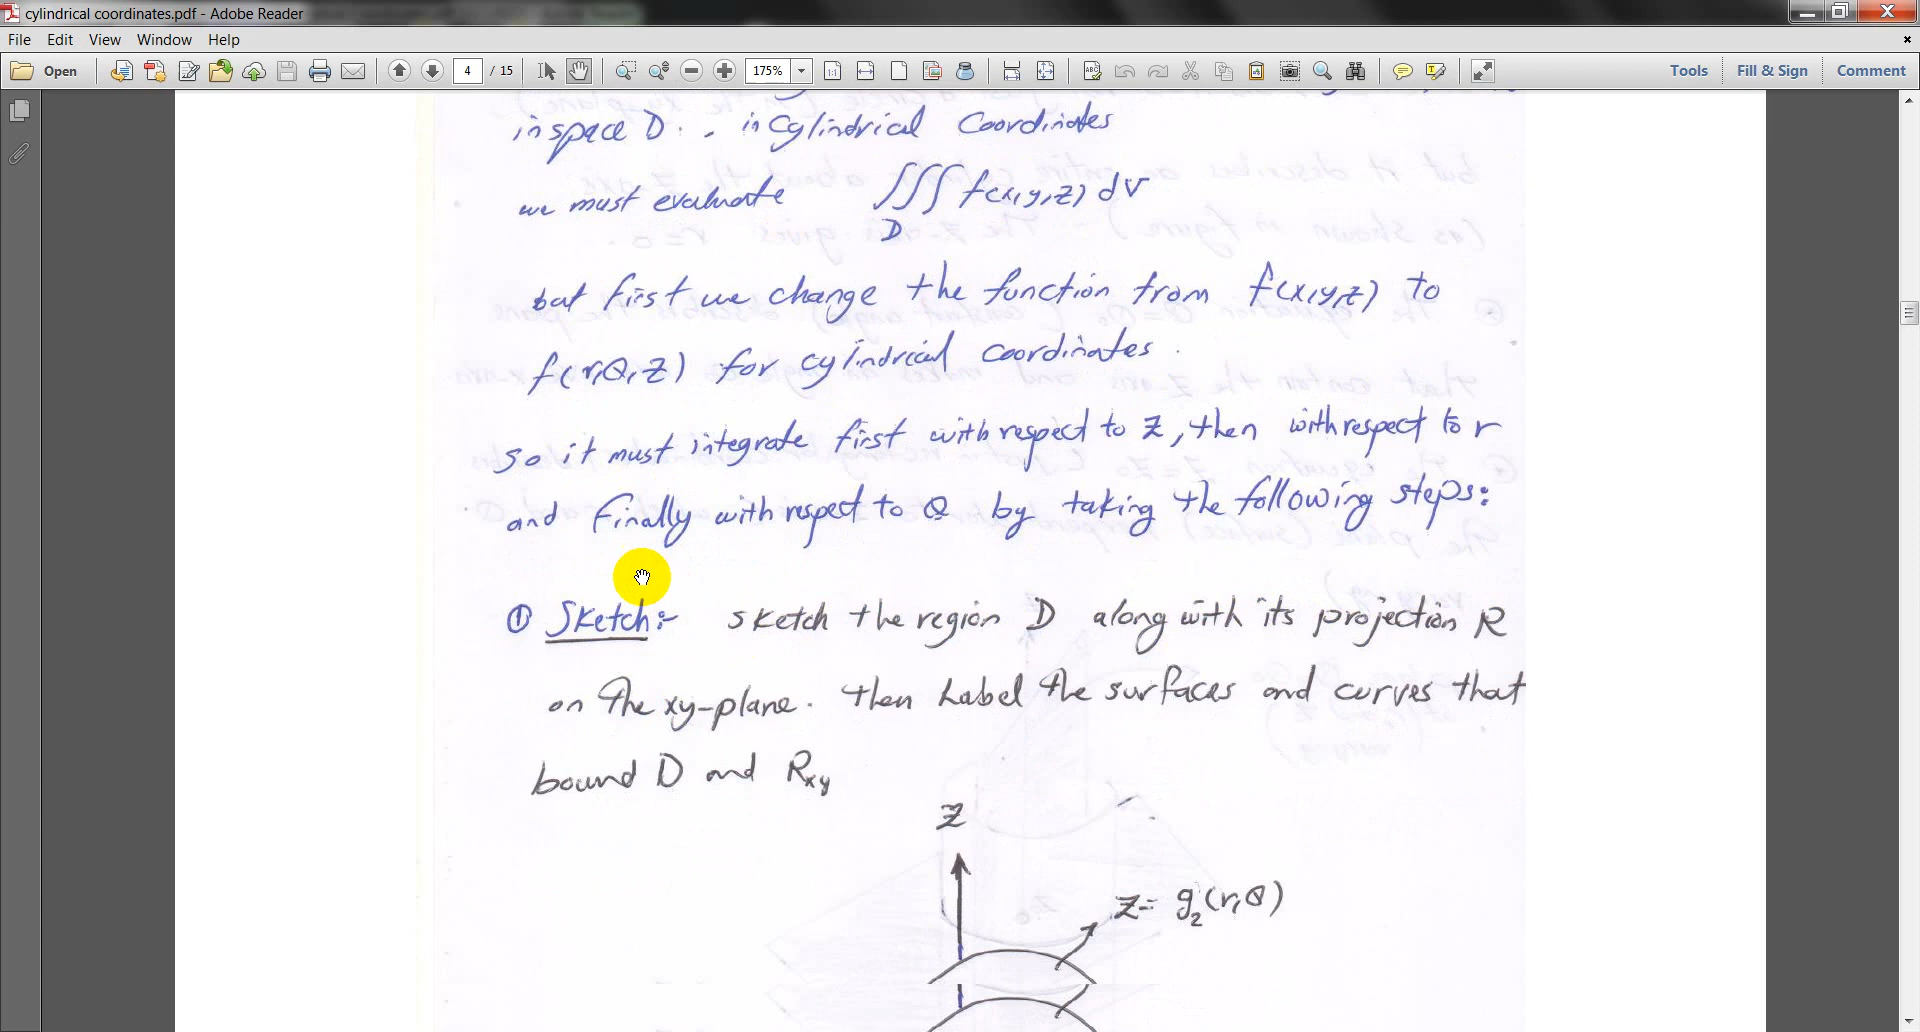 cylindrical coordinates.pdf - Adobe Reader
File Edit View Window Help
Open 4 / 15 175% Tools Fill & Sign Comment
in space D. , in Cylindrical Coordinates
we must evaluate ∭ f(x,y,z) dV
D
but first we change the function from f(x,y,z) to
f(r,θ,z) for cylindrical coordinates.
so it must integrate first with respect to z, then with respect to r
and finally with respect to θ by taking the following steps:
① Sketch:- sketch the region D along with its projection R
on the xy-plane. then Label the surfaces and curves that
bound D and Rxy
z
z = g₂(r,θ)